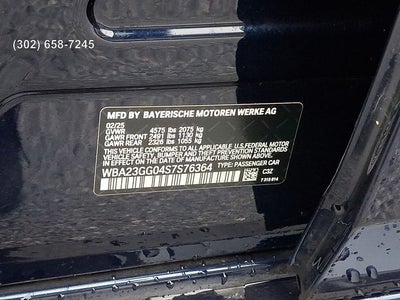 (302) 658-7245
MFD BY BAYERISCHE MOTOREN WERKE AG
02/25
GVWR 4575 lbs 2075 kg
GAWR FRONT 2491 lbs 1130 kg
GAWR REAR 2326 lbs 1055 kg
THIS VEHICLE CONFORMS TO ALL APPLICABLE U.S. FEDERAL MOTOR
VEHICLE SAFETY, BUMPER, AND THEFT PREVENTION STANDARDS
IN EFFECT ON THE DATE OF MANUFACTURE SHOWN ABOVE.
WBA23GG04S7S76364 TYPE: PASSENGER CAR
C3Z